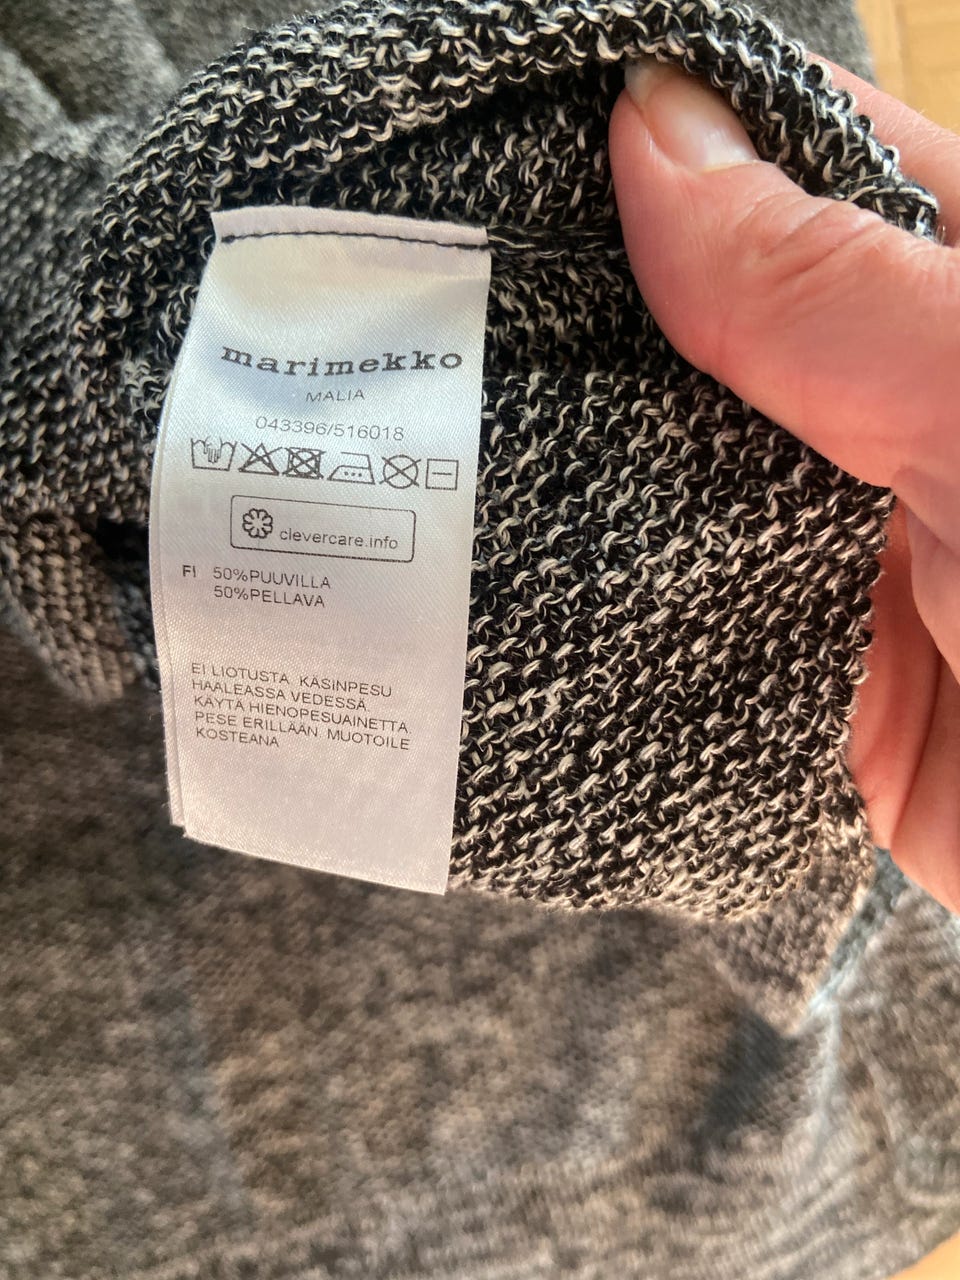 marimekko
MALIA
043396/516018
clevercare.info
FI 50%PUUVILLA
50%PELLAVA
EI LIOTUSTA. KÄSINPESU
HAALEASSA VEDESSÄ.
KÄYTÄ HIENOPESUAINETTA.
PESE ERILLÄÄN. MUOTOILE
KOSTEANA